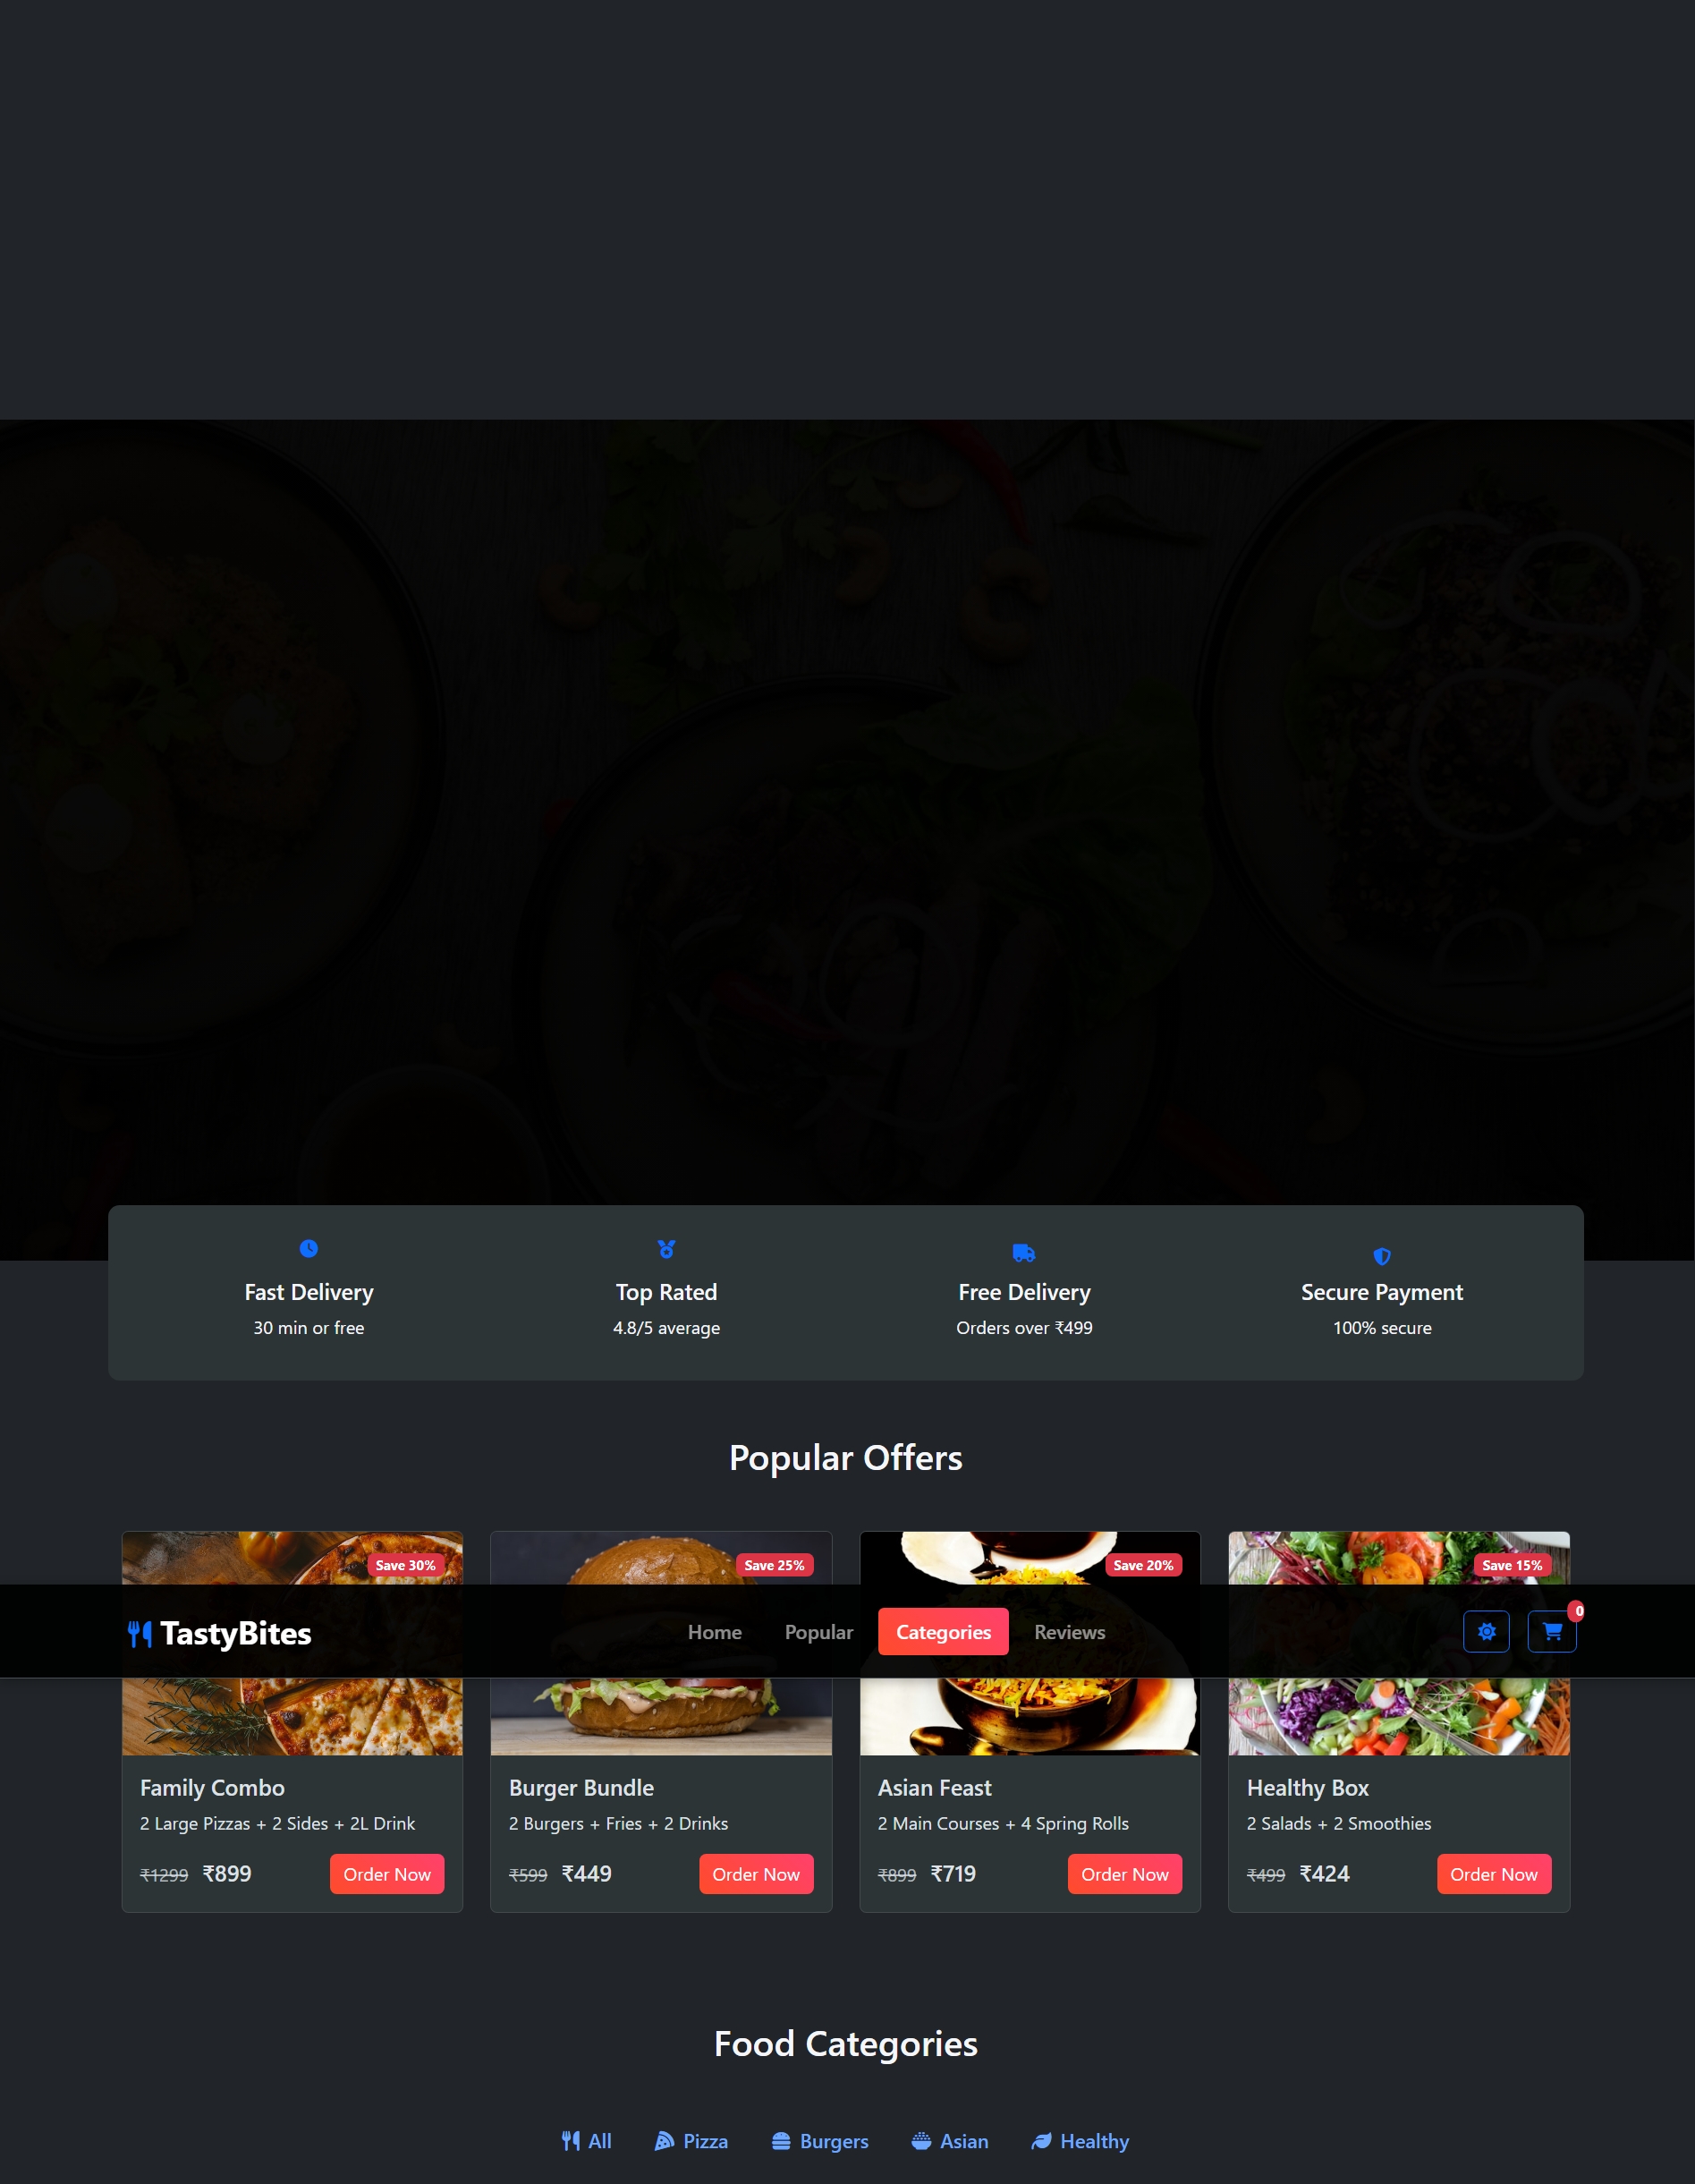 Fast Delivery
30 min or free
Top Rated
4.8/5 average
Free Delivery
Orders over ₹499
Secure Payment
100% secure
Popular Offers
Save 30%
Save 25%
Save 20%
Save 15%
TastyBites
Home
Popular
Categories
Reviews
0
Family Combo
2 Large Pizzas + 2 Sides + 2L Drink
₹1299 ₹899
Order Now
Burger Bundle
2 Burgers + Fries + 2 Drinks
₹599 ₹449
Order Now
Asian Feast
2 Main Courses + 4 Spring Rolls
₹899 ₹719
Order Now
Healthy Box
2 Salads + 2 Smoothies
₹499 ₹424
Order Now
Food Categories
All
Pizza
Burgers
Asian
Healthy